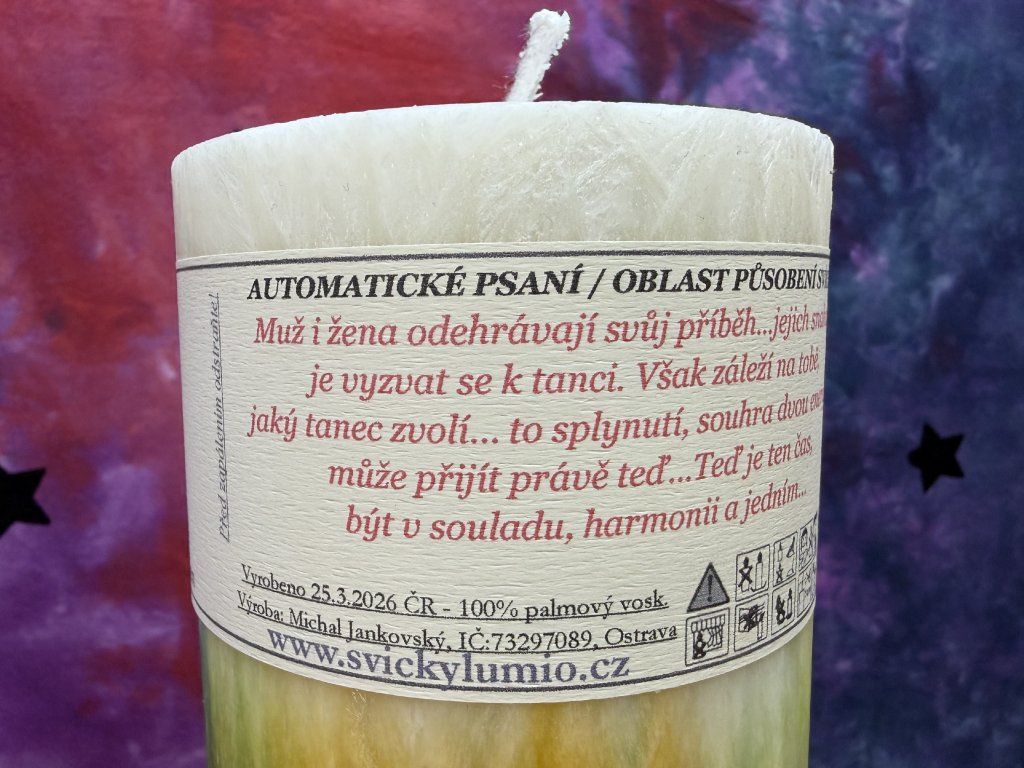 AUTOMATICKÉ PSANÍ / OBLAST PŮSOBENÍ
Muž i žena odehrávají svůj příběh...jejich
je vyzvat se k tanci. Však záleží na tobě,
jaký tanec zvolí... to splynutí, souhra dvou
může přijít právě teď...Teď je ten čas,
být v souladu, harmonii a jedním...
Před zapálením odstraňte!
Vyrobeno 25.3.2026 ČR - 100% palmový vosk.
Výroba: Michal Jankovský, IČ:73297089, Ostrava
www.svickylumio.cz